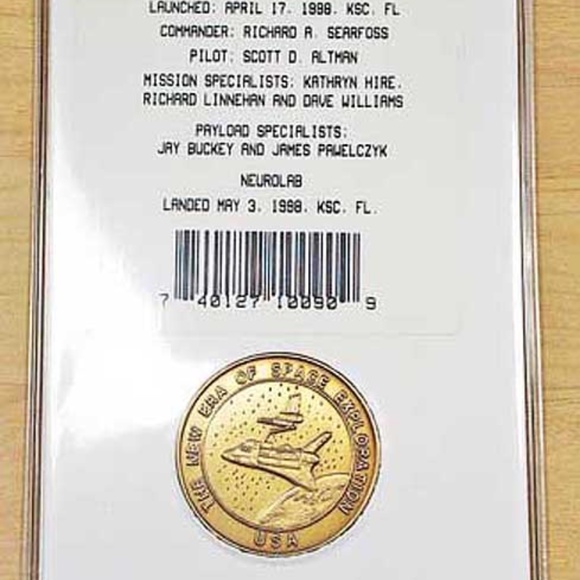 LAUNCHED: APRIL 17, 1998. KSC. FL
COMMANDER: RICHARD A. SEARFOSS
PILOT: SCOTT D. ALTMAN
MISSION SPECIALISTS: KATHRYN HIRE,
RICHARD LINNEHAN AND DAVE WILLIAMS
PAYLOAD SPECIALISTS:
JAY BUCKEY AND JAMES PAWELCZYK
NEUROLAB
LANDED MAY 3, 1998. KSC. FL.
7 40127 10090 9
THE NEW ERA OF SPACE EXPLORATION
USA